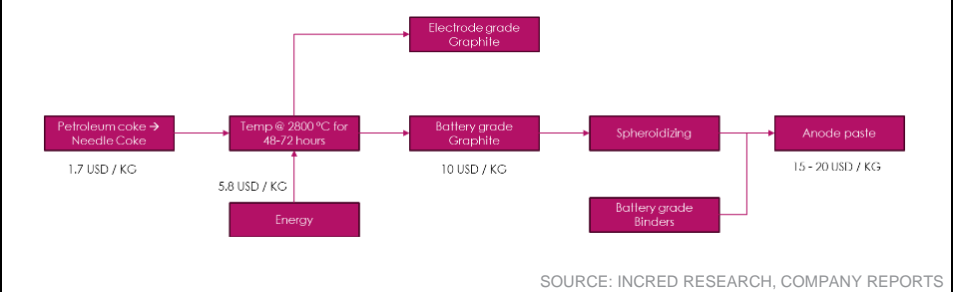 Electrode grade
Graphite
Petroleum coke →
Needle Coke
Temp @ 2800 ºC for
48-72 hours
Battery grade
Graphite
Spheroidizing
Anode paste
1.7 USD / KG
10 USD / KG
15 - 20 USD / KG
5.8 USD / KG
Energy
Battery grade
Binders
SOURCE: INCRED RESEARCH, COMPANY REPORTS